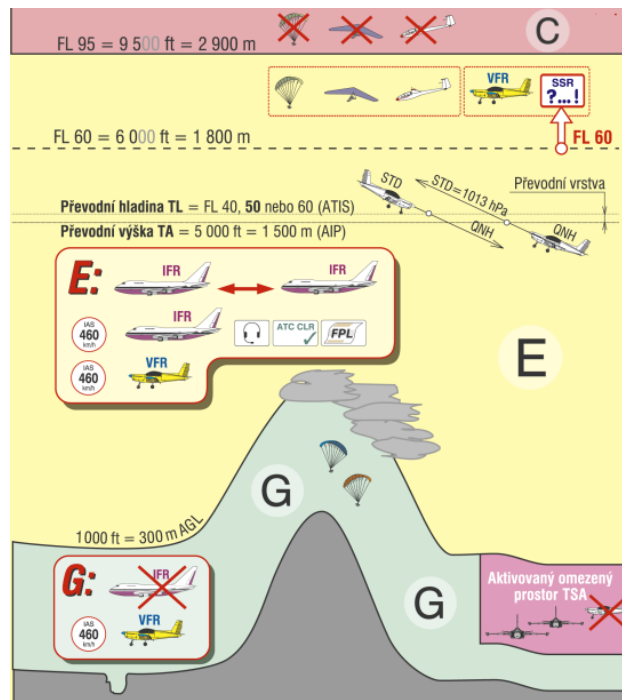 FL 95 = 9 500 ft = 2 900 m
C
VFR
SSR
?...!
FL 60 = 6 000 ft = 1 800 m
FL 60
STD
STD=1013 hPa
Převodní vrstva
Převodní hladina TL = FL 40, 50 nebo 60 (ATIS)
QNH
QNH
Převodní výška TA = 5 000 ft = 1 500 m (AIP)
E:
IFR
IFR
IFR
IAS
460
km/h
ATC CLR
FPL
E
VFR
IAS
460
km/h
G
1000 ft = 300 m AGL
G:
IFR
VFR
IAS
460
km/h
G
Aktivovaný omezený
prostor TSA